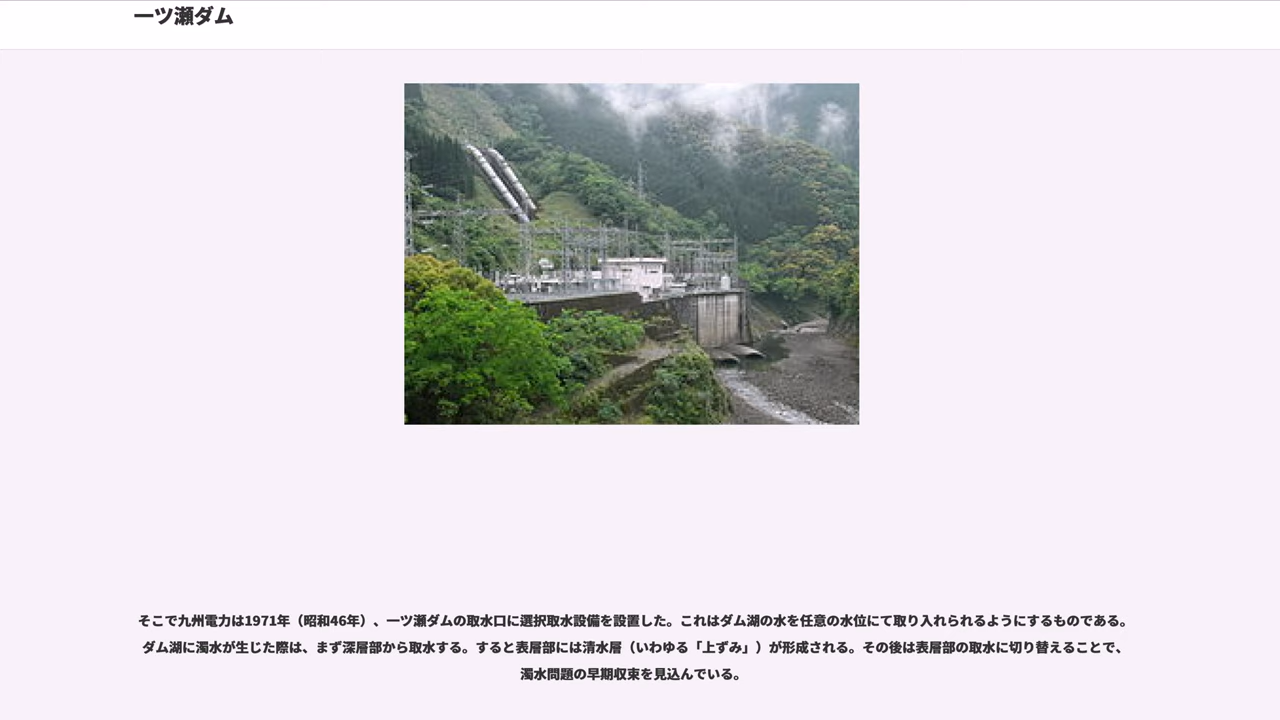 一ツ瀬ダム
そこで九州電力は1971年（昭和46年）、一ツ瀬ダムの取水口に選択取水設備を設置した。これはダム湖の水を任意の水位にて取り入れられるようにするものである。
ダム湖に濁水が生じた際は、まず深層部から取水する。すると表層部には清水層（いわゆる「上ずみ」）が形成される。その後は表層部の取水に切り替えることで、
濁水問題の早期収束を見込んでいる。